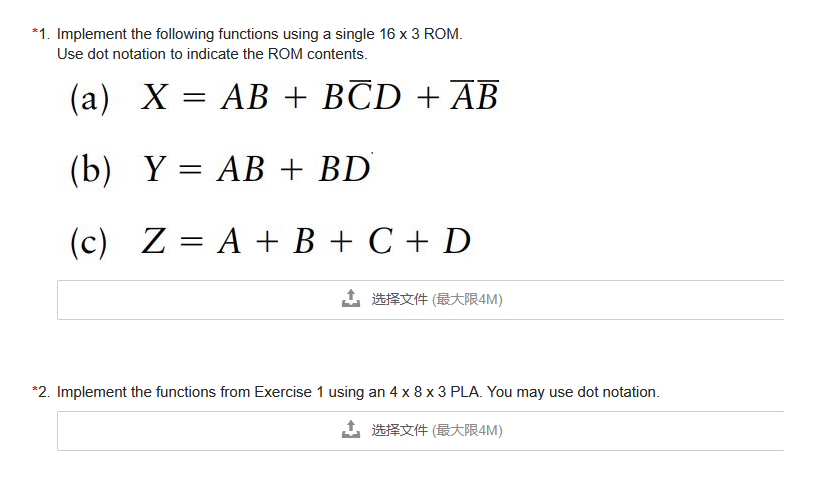 *1. Implement the following functions using a single 16 x 3 ROM.
Use dot notation to indicate the ROM contents.
(a) X = AB + BC̅D + A̅B̅
(b) Y = AB + BD
(c) Z = A + B + C + D
选择文件 (最大限4M)
*2. Implement the functions from Exercise 1 using an 4 x 8 x 3 PLA. You may use dot notation.
选择文件 (最大限4M)